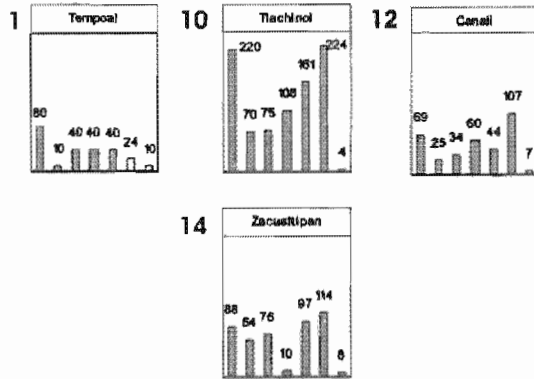 1 Tempoal
80 10 40 40 40 24 10
10 Tlachinol
220 70 75 108 161 224 4
12 Canali
69 25 34 60 44 107 7
14 Zacualtipan
88 64 76 10 97 114 8